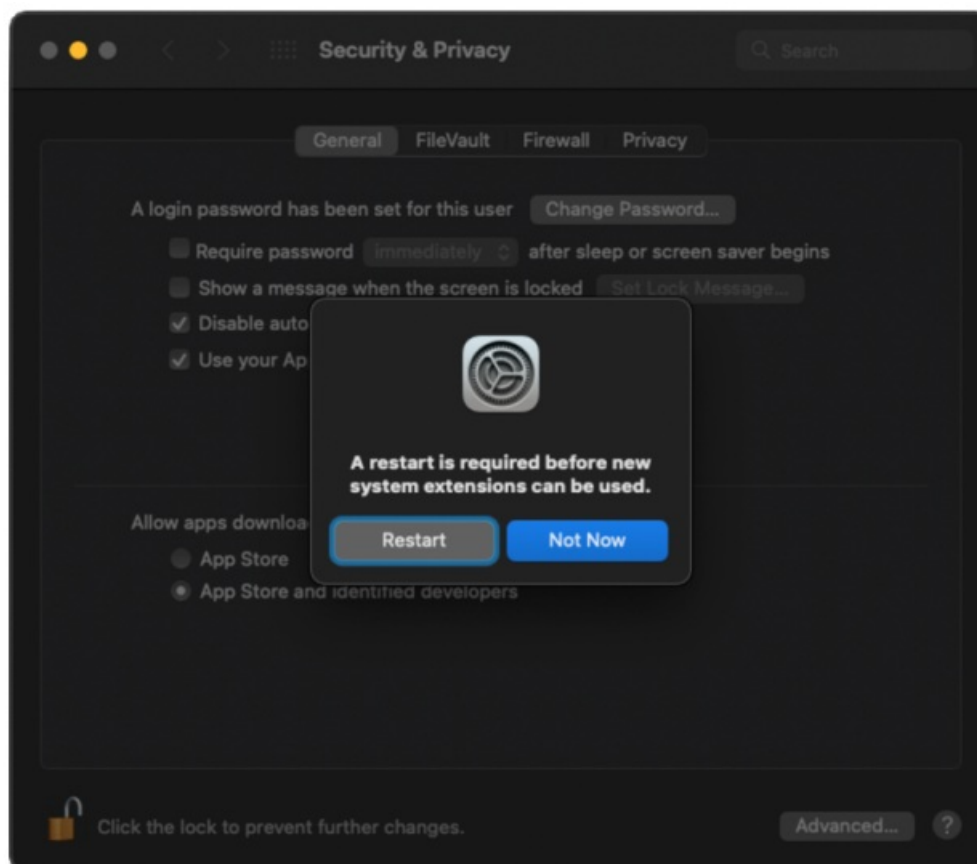 Security & Privacy
Search
General FileVault Firewall Privacy
A login password has been set for this user Change Password...
Require password immediately after sleep or screen saver begins
Show a message when the screen is locked Set Lock Message...
Disable auto
Use your Ap
A restart is required before new
system extensions can be used.
Restart Not Now
Allow apps downloa
App Store
App Store and identified developers
Click the lock to prevent further changes. Advanced... ?